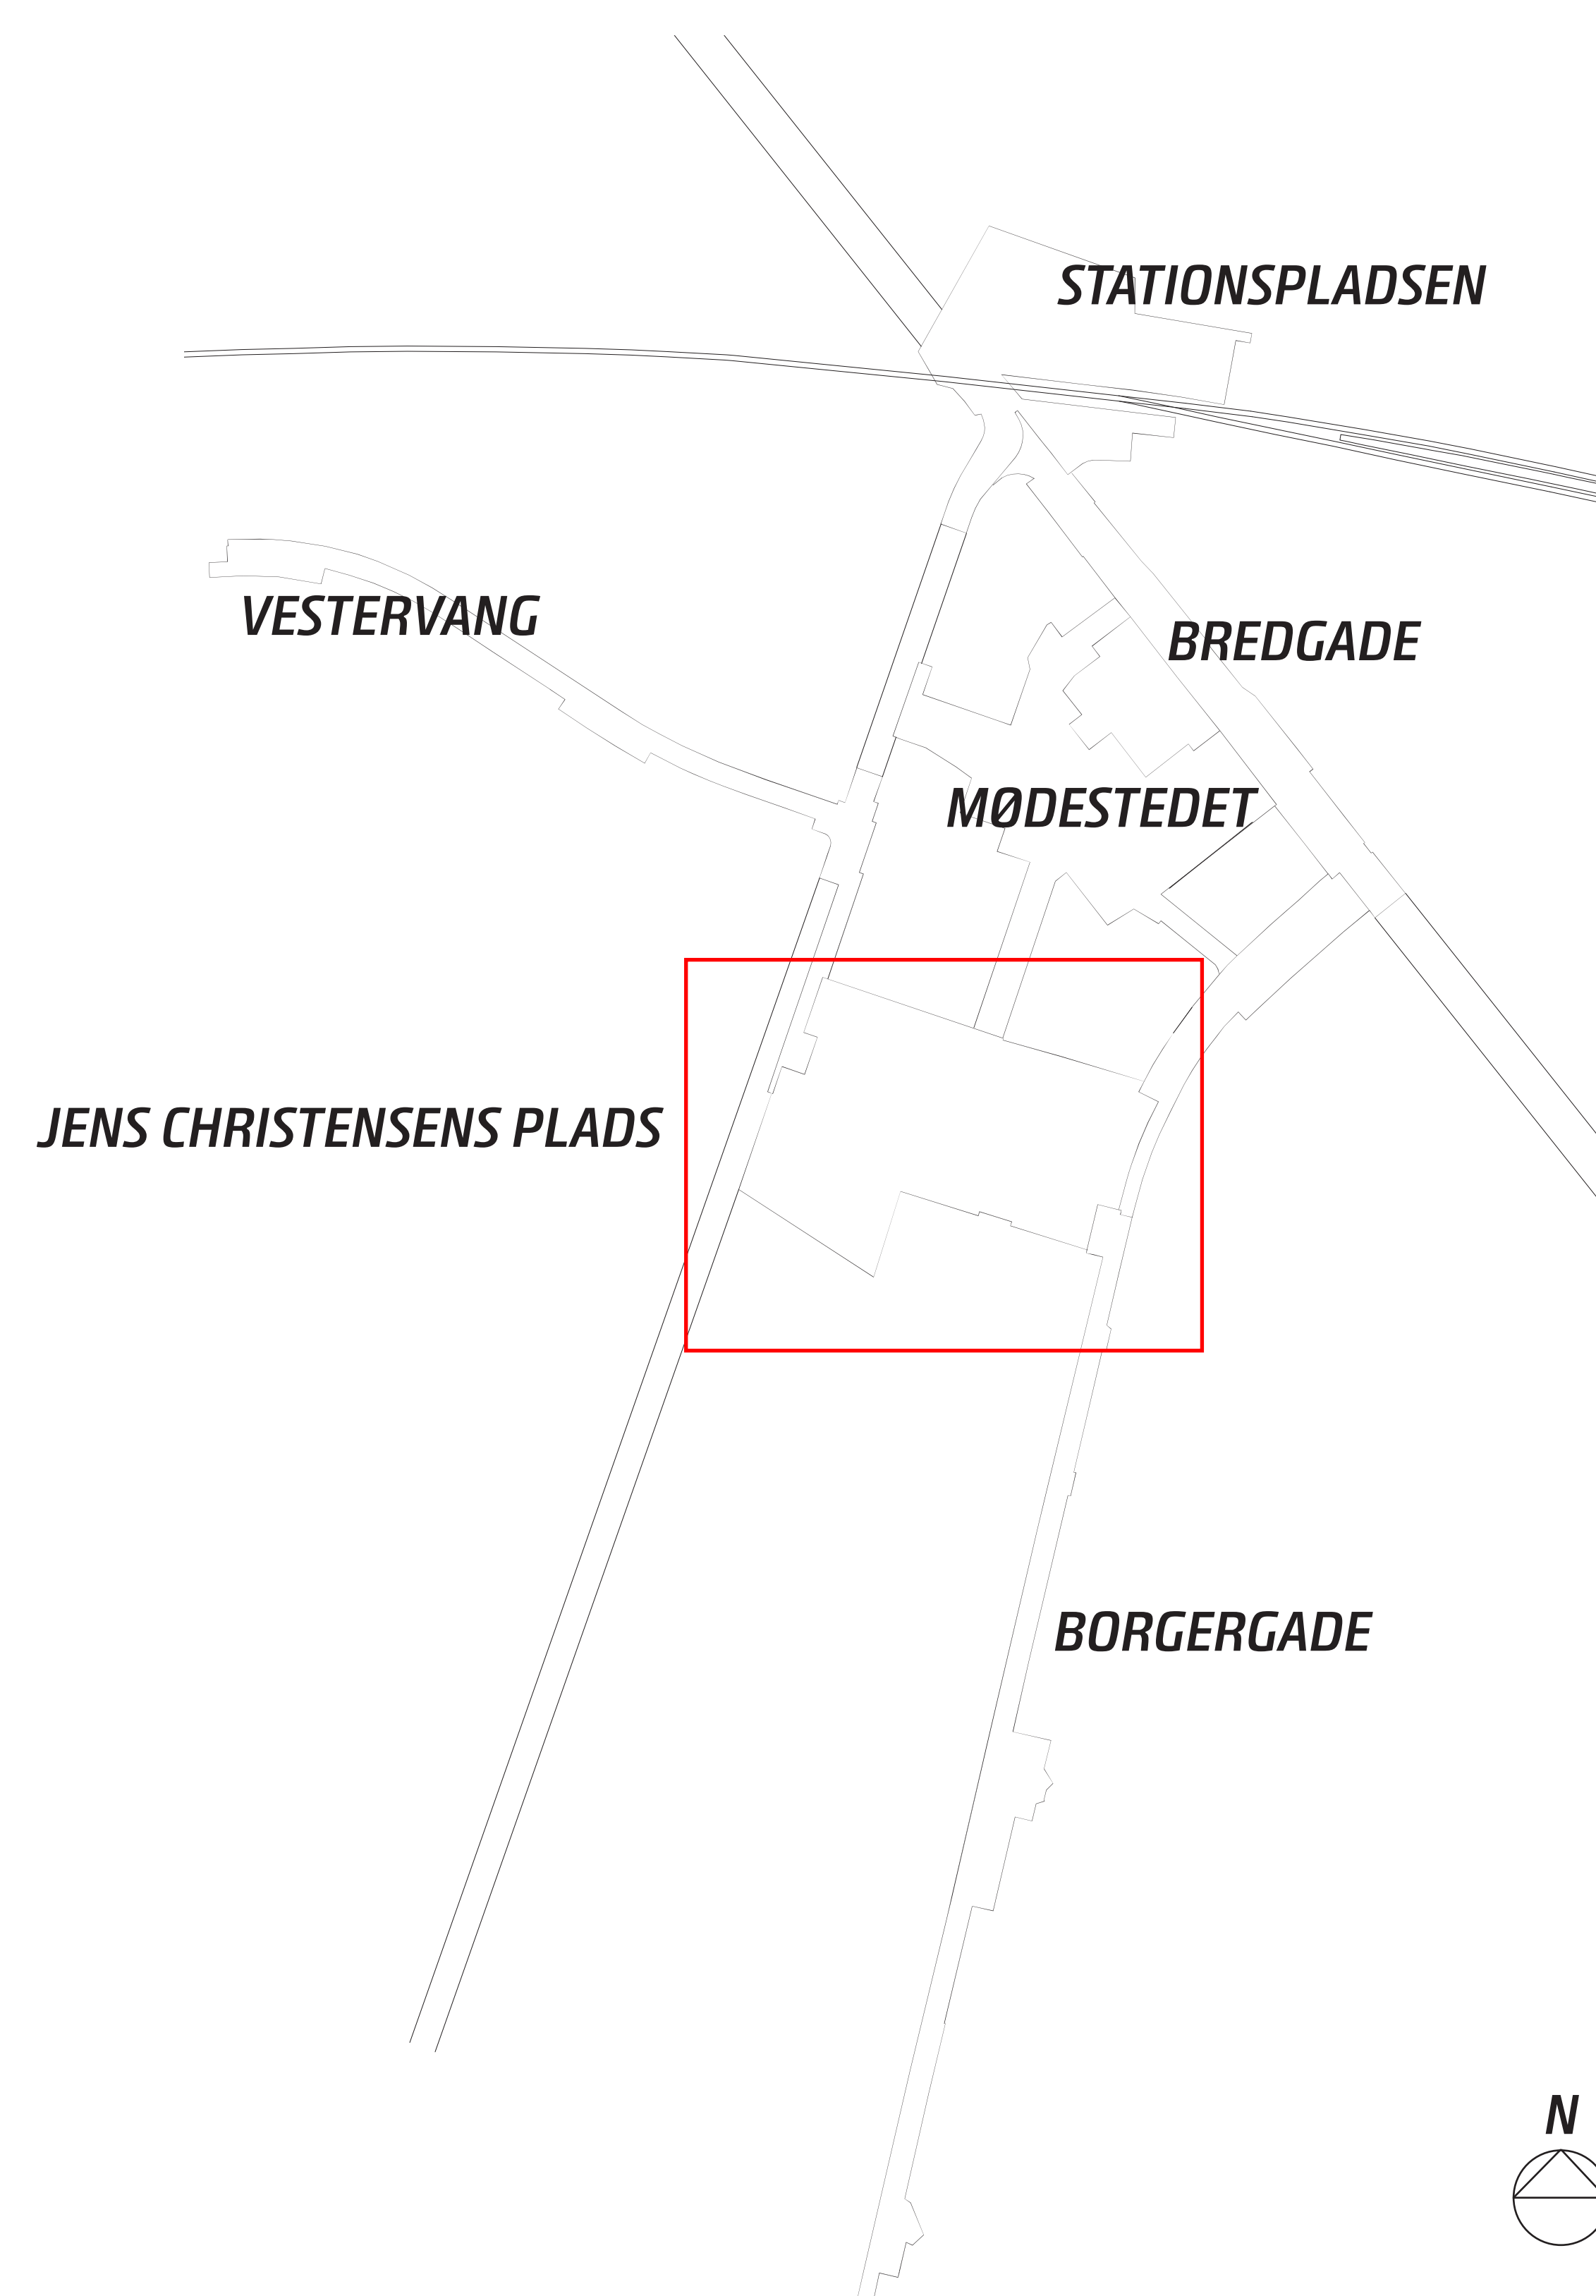 STATIONSPLADSEN
VESTERVANG
BREDGADE
MØDESTEDET
JENS CHRISTENSENS PLADS
BORGERGADE
N